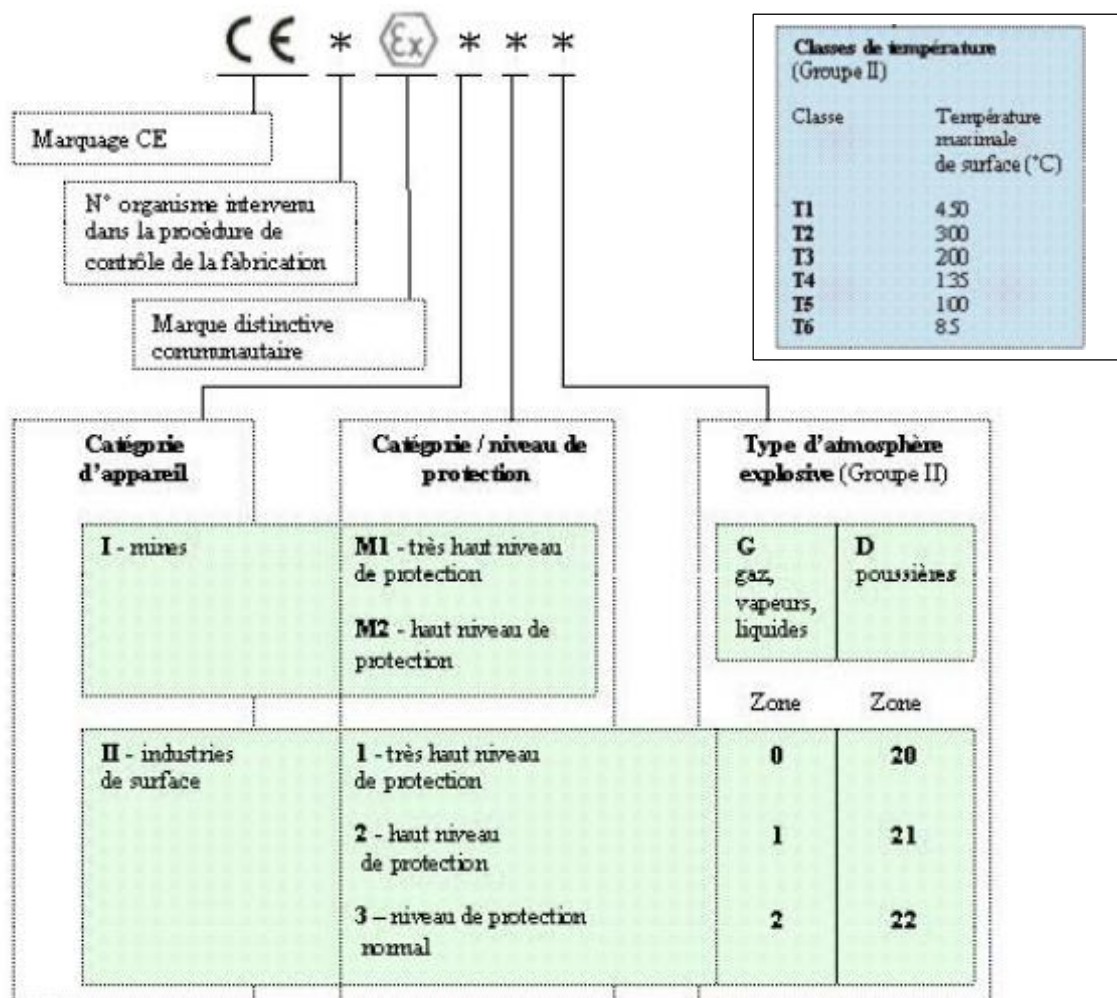 CE * Ex * * *
Marquage CE
N° organisme intervenu
dans la procédure de
contrôle de la fabrication
Marque distinctive
communautaire
Classes de température
(Groupe II)
Classe Température
maximale
de surface (°C)
T1 450
T2 300
T3 200
T4 135
T5 100
T6 85
Catégorie
d'appareil
Catégorie / niveau de
protection
Type d'atmosphère
explosive (Groupe II)
I - mines
M1 - très haut niveau
de protection
M2 - haut niveau de
protection
G
gaz,
vapeurs,
liquides
D
poussières
Zone Zone
II - industries
de surface
1 - très haut niveau
de protection
0 20
2 - haut niveau
de protection
1 21
3 – niveau de protection
normal
2 22